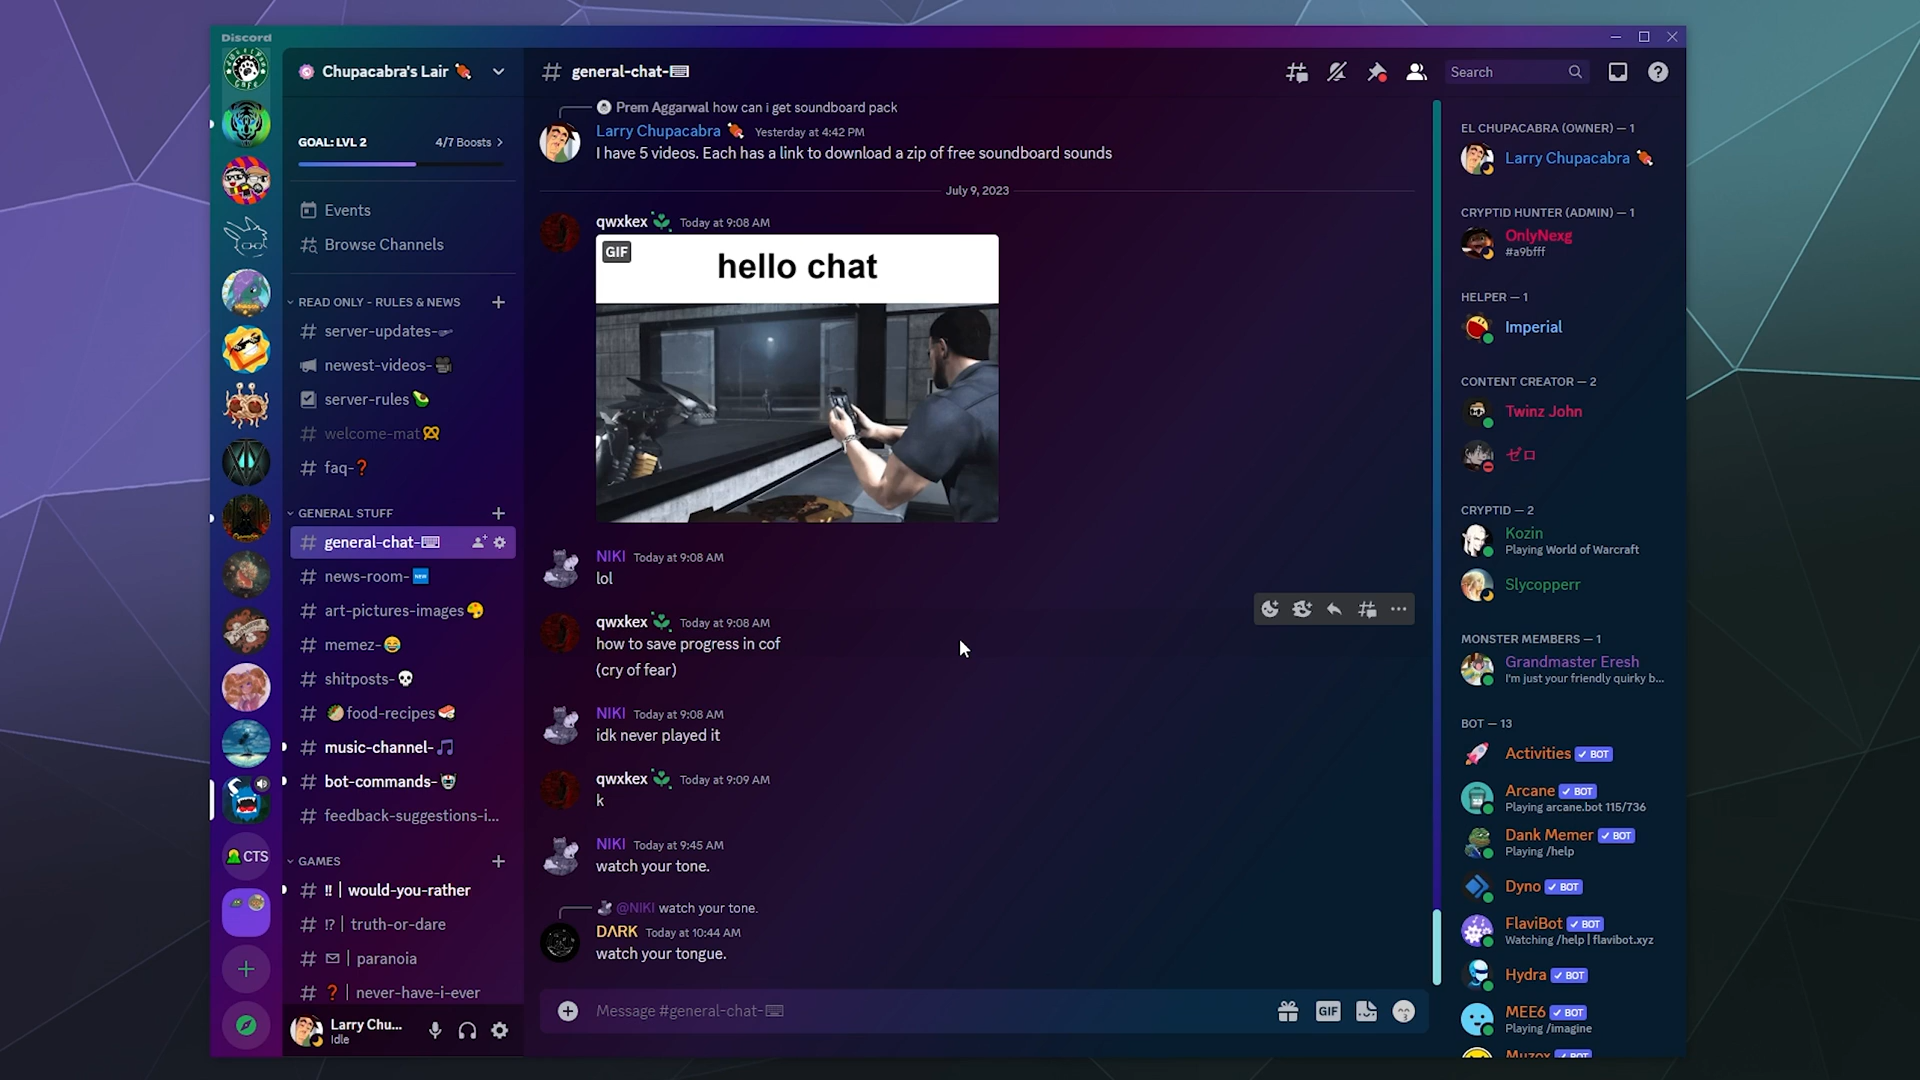 Discord
Chupacabra's Lair
GOAL: LVL 2
4/7 Boosts
Events
Browse Channels
READ ONLY - RULES & NEWS
server-updates-
newest-videos-
server-rules
welcome-mat
faq-❓
GENERAL STUFF
general-chat-
news-room-
art-pictures-images
memez-
shitposts-
food-recipes
music-channel-
bot-commands-
feedback-suggestions-i...
GAMES
‼ | would-you-rather
⁉ | truth-or-dare
| paranoia
❓ | never-have-i-ever
CTS
Larry Chu...
Idle
# general-chat-
Search
Prem Aggarwal how can i get soundboard pack
Larry Chupacabra Yesterday at 4:42 PM
I have 5 videos. Each has a link to download a zip of free soundboard sounds
July 9, 2023
qwxkex Today at 9:08 AM
GIF
hello chat
NIKI Today at 9:08 AM
lol
qwxkex Today at 9:08 AM
how to save progress in cof
(cry of fear)
NIKI Today at 9:08 AM
idk never played it
qwxkex Today at 9:09 AM
k
NIKI Today at 9:45 AM
watch your tone.
@NIKI watch your tone.
DΛRK Today at 10:44 AM
watch your tongue.
Message #general-chat-
GIF
EL CHUPACABRA (OWNER) — 1
Larry Chupacabra
CRYPTID HUNTER (ADMIN) — 1
OnlyNexg
#a9bfff
HELPER — 1
Imperial
CONTENT CREATOR — 2
Twinz John
ゼロ
CRYPTID — 2
Kozin
Playing World of Warcraft
Slycopperr
MONSTER MEMBERS — 1
Grandmaster Eresh
I'm just your friendly quirky b...
BOT — 13
Activities ✓ BOT
Arcane ✓ BOT
Playing arcane.bot 115/736
Dank Memer ✓ BOT
Playing /help
Dyno ✓ BOT
FlaviBot ✓ BOT
Watching /help | flavibot.xyz
Hydra ✓ BOT
MEE6 ✓ BOT
Playing /imagine
Muzox ✓ BOT